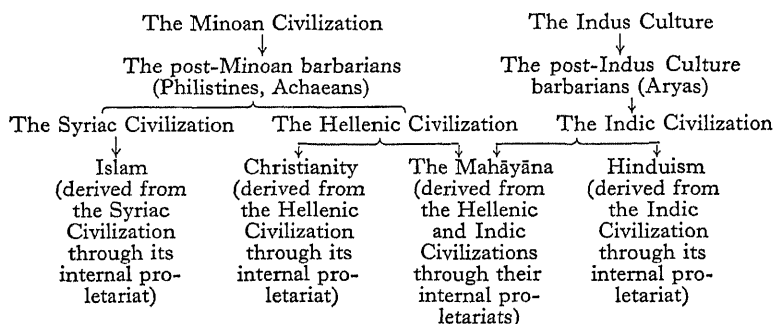 The Minoan Civilization
The Indus Culture
The post-Minoan barbarians
(Philistines, Achaeans)
The post-Indus Culture
barbarians (Aryas)
The Syriac Civilization
The Hellenic Civilization
The Indic Civilization
Islam
(derived from
the Syriac
Civilization
through its
internal pro-
letariat)
Christianity
(derived from
the Hellenic
Civilization
through its
internal pro-
letariat)
The Mahāyāna
(derived from
the Hellenic
and Indic
Civilizations
through their
internal pro-
letariats)
Hinduism
(derived from
the Indic
Civilization
through its
internal pro-
letariat)